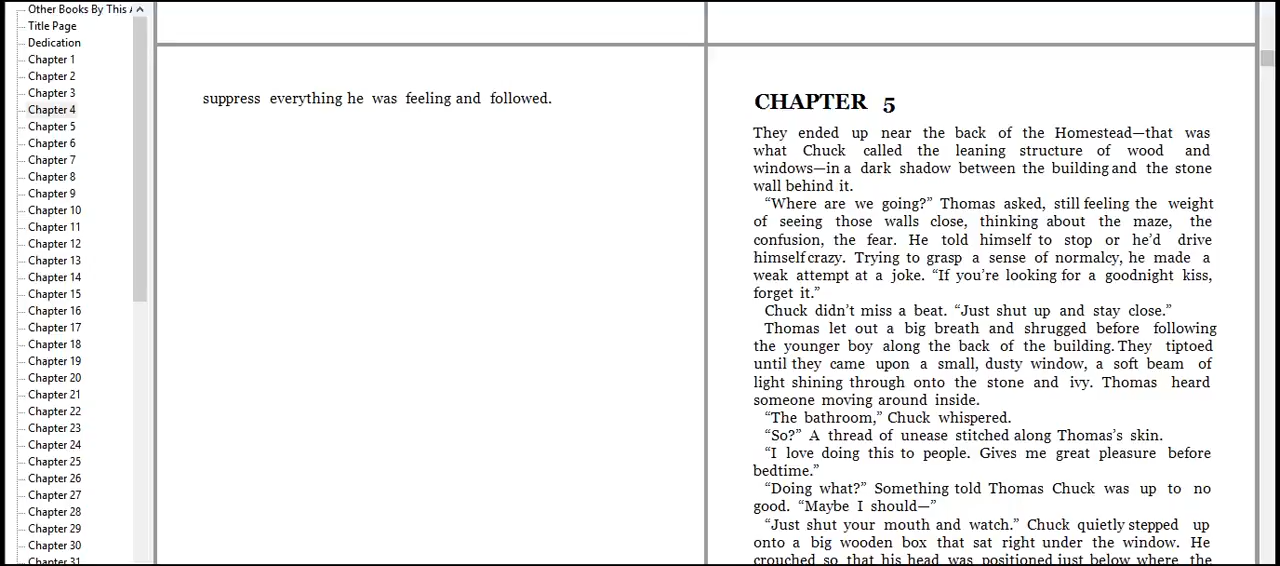 Other Books By This A
Title Page
Dedication
Chapter 1
Chapter 2
Chapter 3
Chapter 4
Chapter 5
Chapter 6
Chapter 7
Chapter 8
Chapter 9
Chapter 10
Chapter 11
Chapter 12
Chapter 13
Chapter 14
Chapter 15
Chapter 16
Chapter 17
Chapter 18
Chapter 19
Chapter 20
Chapter 21
Chapter 22
Chapter 23
Chapter 24
Chapter 25
Chapter 26
Chapter 27
Chapter 28
Chapter 29
Chapter 30
Chapter 31
suppress everything he was feeling and followed.
CHAPTER 5
They ended up near the back of the Homestead—that was
what Chuck called the leaning structure of wood and
windows—in a dark shadow between the building and the stone
wall behind it.
“Where are we going?” Thomas asked, still feeling the weight
of seeing those walls close, thinking about the maze, the
confusion, the fear. He told himself to stop or he’d drive
himself crazy. Trying to grasp a sense of normalcy, he made a
weak attempt at a joke. “If you’re looking for a goodnight kiss,
forget it.”
Chuck didn’t miss a beat. “Just shut up and stay close.”
Thomas let out a big breath and shrugged before following
the younger boy along the back of the building. They tiptoed
until they came upon a small, dusty window, a soft beam of
light shining through onto the stone and ivy. Thomas heard
someone moving around inside.
“The bathroom,” Chuck whispered.
“So?” A thread of unease stitched along Thomas’s skin.
“I love doing this to people. Gives me great pleasure before
bedtime.”
“Doing what?” Something told Thomas Chuck was up to no
good. “Maybe I should—”
“Just shut your mouth and watch.” Chuck quietly stepped up
onto a big wooden box that sat right under the window. He
crouched so that his head was positioned just below where the